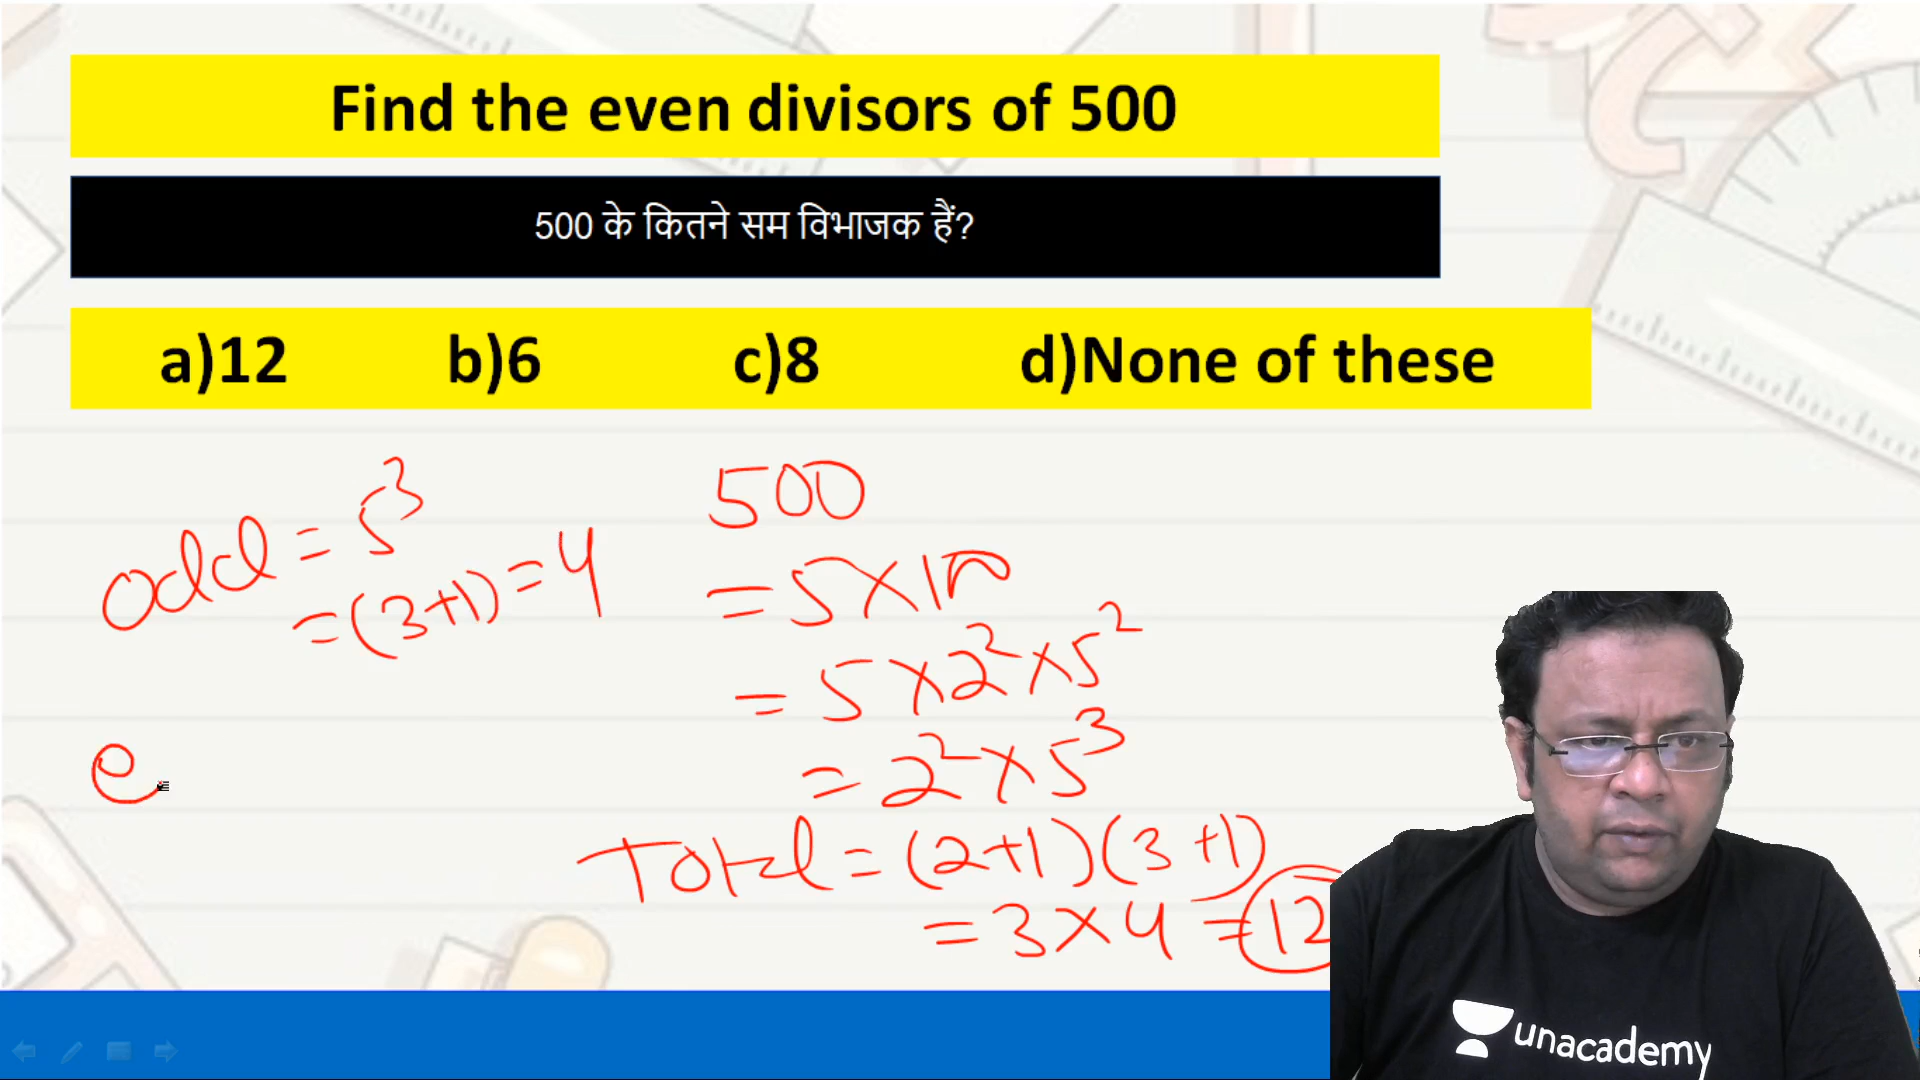 Find the even divisors of 500
500 के कितने सम विभाजक हैं?
a)12 b)6 c)8 d)None of these
odd = 5³
= (3+1) = 4
500
= 5×100
= 5×2²×5²
= 2²×5³
Total = (2+1)(3+1)
= 3×4 = 12
e
unacademy